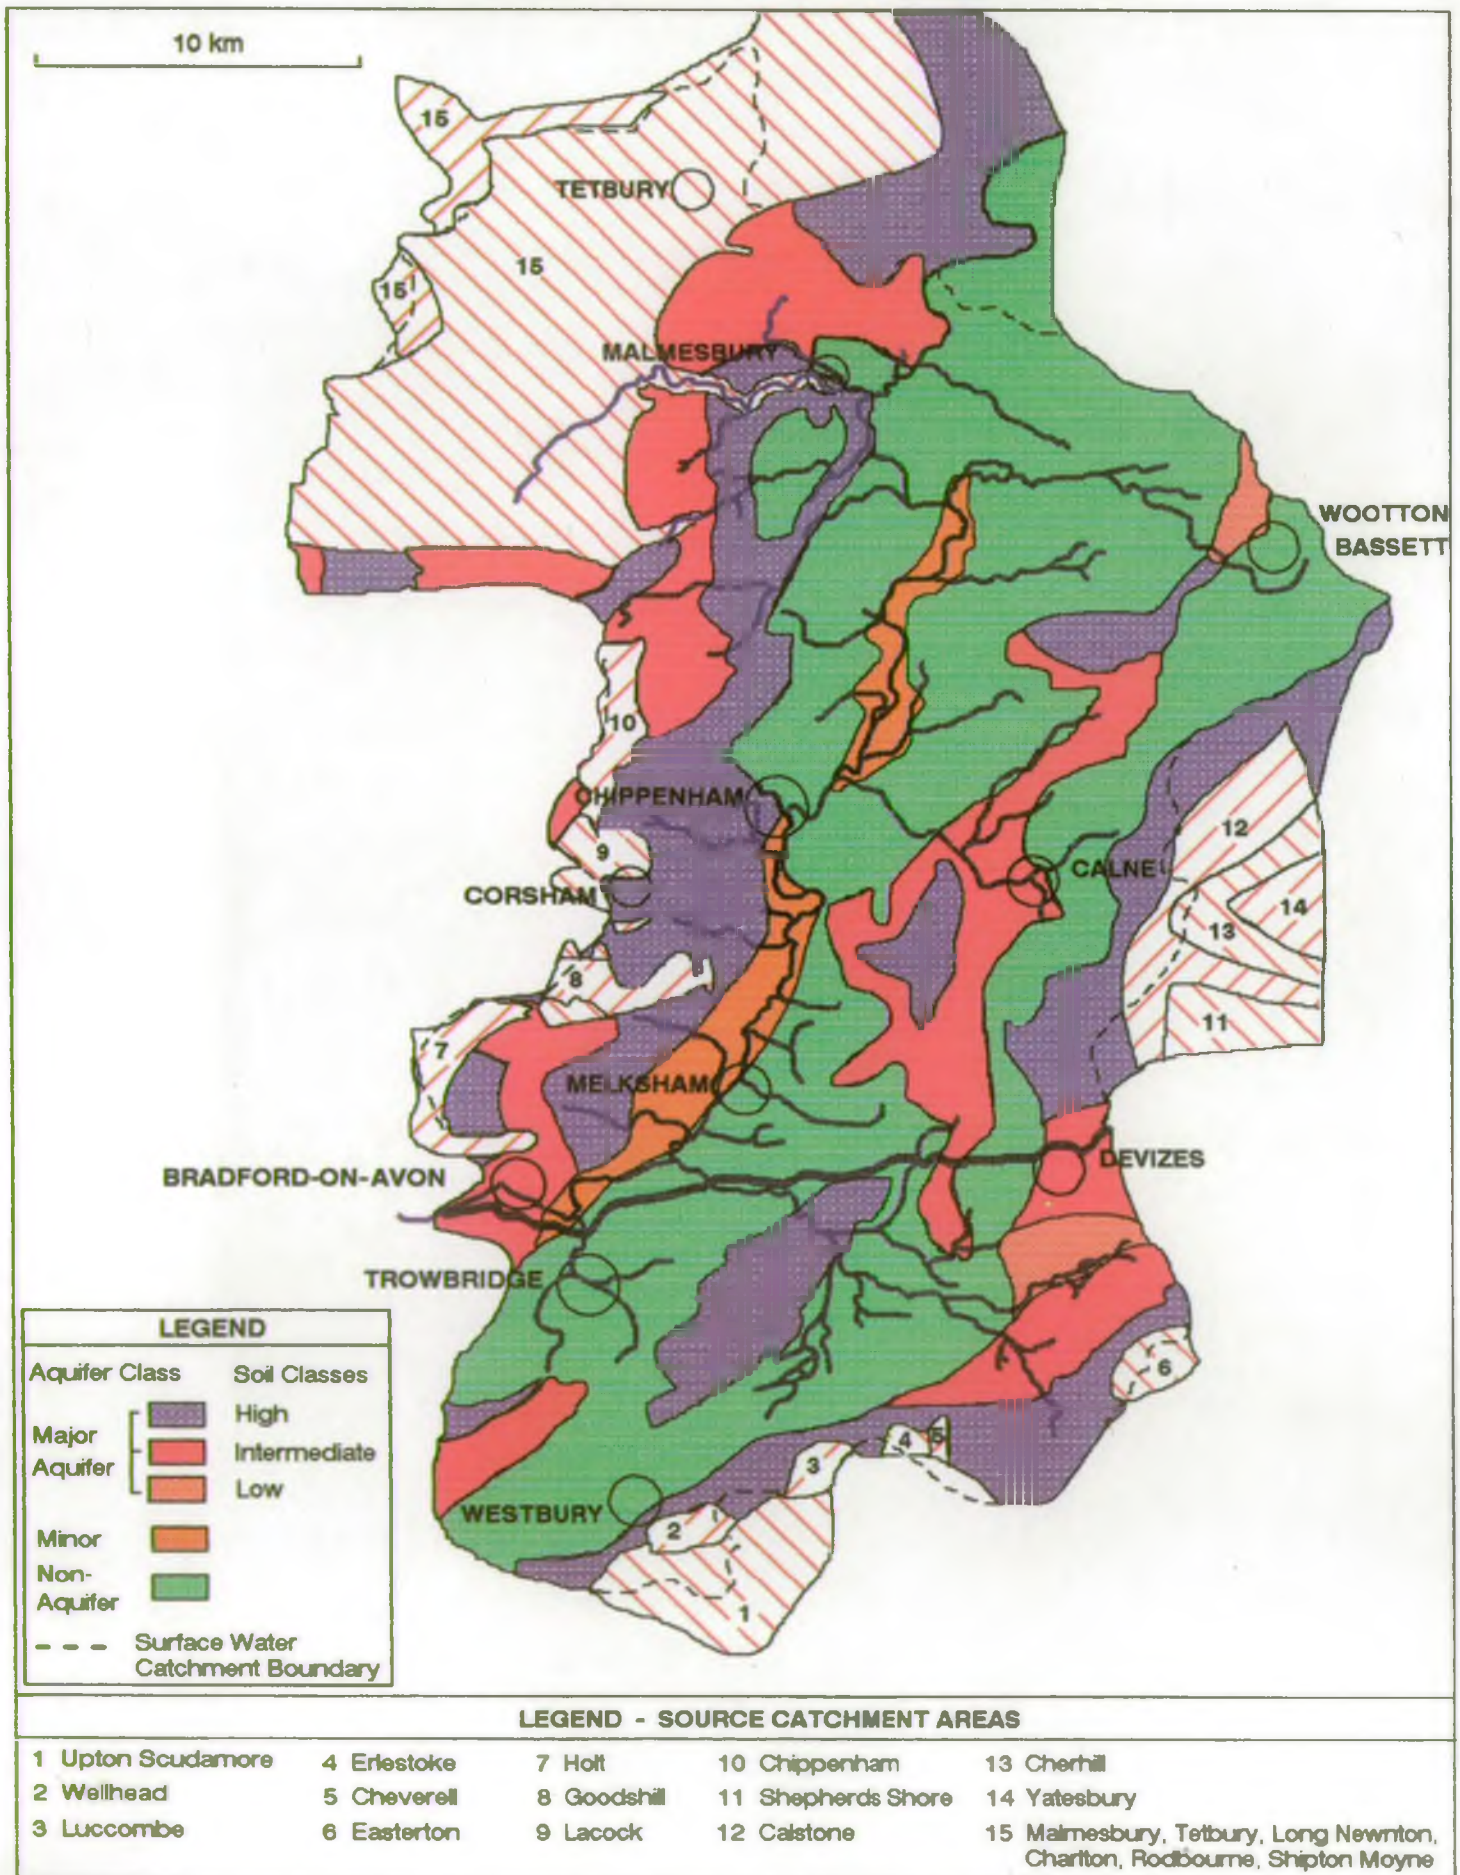 10 km
15
TETBURY
15
15
MALMESBURY
WOOTTON
BASSETT
10
CHIPPENHAM
12
9
CALNE
CORSHAM
14
13
8
11
7
MELKSHAM
DEVIZES
BRADFORD-ON-AVON
TROWBRIDGE
6
4
5
3
WESTBURY
2
1
LEGEND
Aquifer Class Soil Classes
High
Major
Aquifer
Intermediate
Low
Minor
Non-
Aquifer
Surface Water
Catchment Boundary
LEGEND - SOURCE CATCHMENT AREAS
1 Upton Scudamore
2 Wellhead
3 Luccombe
4 Erlestoke
5 Cheverell
6 Easterton
7 Holt
8 Goodshill
9 Lacock
10 Chippenham
11 Shepherds Shore
12 Calstone
13 Cherhill
14 Yatesbury
15 Malmesbury, Tetbury, Long Newnton,
Charlton, Rodbourne, Shipton Moyne